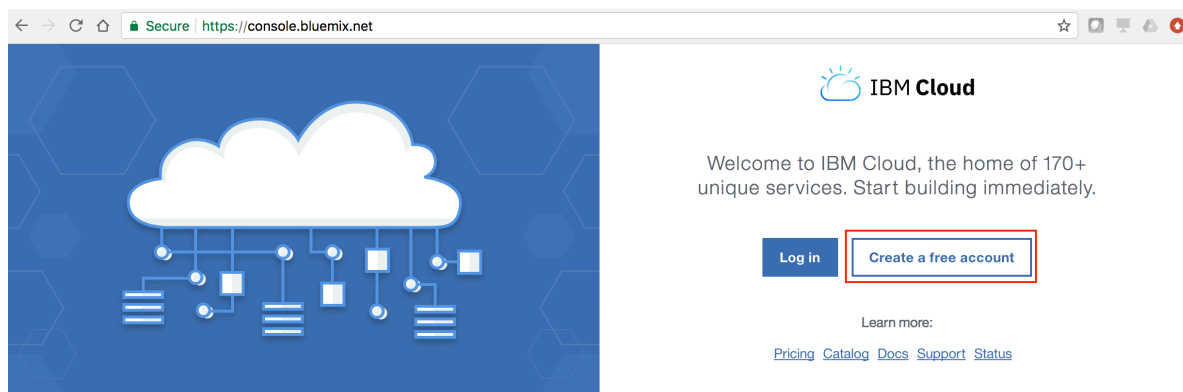 Secure https://console.bluemix.net
IBM Cloud
Welcome to IBM Cloud, the home of 170+
unique services. Start building immediately.
Log in Create a free account
Learn more:
Pricing Catalog Docs Support Status